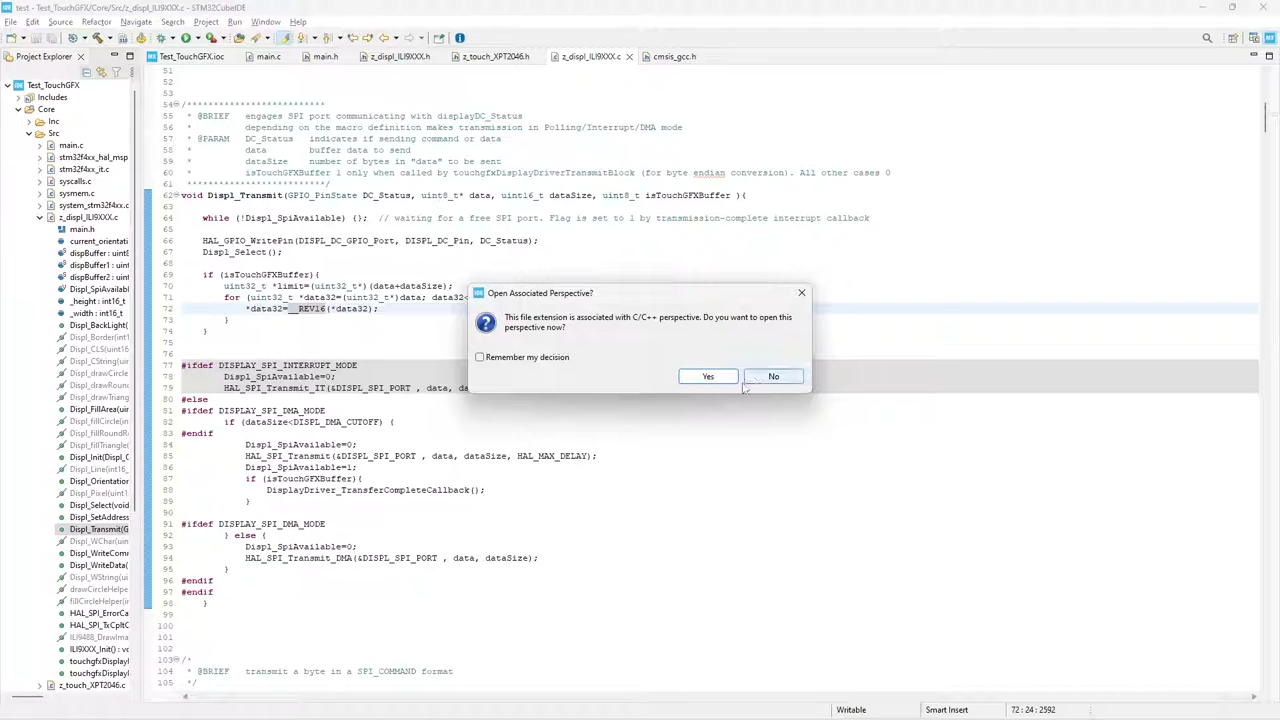 test - Test_TouchGFX/Core/Src/z_displ_ILI9XXX.c - STM32CubeIDE
File Edit Source Refactor Navigate Search Project Run Window Help
Project Explorer
Test_TouchGFX.ioc main.c main.h z_displ_ILI9XXX.h z_touch_XPT2046.h z_displ_ILI9XXX.c cmsis_gcc.h
Test_TouchGFX
Includes
Core
Inc
Src
main.c
stm32f4xx_hal_msp
stm32f4xx_it.c
syscalls.c
sysmem.c
system_stm32f4xx.
z_displ_ILI9XXX.c
main.h
current_orientati
dispBuffer : uint8
dispBuffer1 : uint8
dispBuffer2 : uint8
Displ_SpiAvailabl
_height : int16_t
_width : int16_t
Displ_BackLight(
Displ_Border(int1
Displ_CLS(int16_t
Displ_CString(int1
Displ_drawCircle
Displ_drawRound
Displ_drawTriang
Displ_FillArea(uint
Displ_fillCircle(int
Displ_fillRoundRe
Displ_fillTriangle(
Displ_Init(Displ_O
Displ_Line(int16_
Displ_Orientation
Displ_Pixel(uint16
Displ_Select(void
Displ_SetAddress
Displ_Transmit(G
Displ_WChar(uint
Displ_WriteComm
Displ_WriteData(u
Displ_WString(uin
drawCircleHelper(
fillCircleHelper(in
HAL_SPI_ErrorCal
HAL_SPI_TxCpltC
ILI9488_DrawImag
ILI9XXX_Init() : vo
touchgfxDisplayD
touchgfxDisplayD
z_touch_XPT2046.c
51
52
53
54 /**************************
55 * @BRIEF engages SPI port communicating with displayDC_Status
56 * depending on the macro definition makes transmission in Polling/Interrupt/DMA mode
57 * @PARAM DC_Status indicates if sending command or data
58 * data buffer data to send
59 * dataSize number of bytes in "data" to be sent
60 * isTouchGFXBuffer 1 only when called by touchgfxDisplayDriverTransmitBlock (for byte endian conversion). All other cases 0
61 **************************/
62 void Displ_Transmit(GPIO_PinState DC_Status, uint8_t* data, uint16_t dataSize, uint8_t isTouchGFXBuffer ){
63
64 while (!Displ_SpiAvailable) {}; // waiting for a free SPI port. Flag is set to 1 by transmission-complete interrupt callback
65
66 HAL_GPIO_WritePin(DISPL_DC_GPIO_Port, DISPL_DC_Pin, DC_Status);
67 Displ_Select();
68
69 if (isTouchGFXBuffer){
70 uint32_t *limit=(uint32_t*)(data+dataSize);
71 for (uint32_t *data32=(uint32_t*)data; data32<
72 *data32=__REV16(*data32);
73 }
74 }
75
76
77 #ifdef DISPLAY_SPI_INTERRUPT_MODE
78 Displ_SpiAvailable=0;
79 HAL_SPI_Transmit_IT(&DISPL_SPI_PORT , data, da
80 #else
81 #ifdef DISPLAY_SPI_DMA_MODE
82 if (dataSize<DISPL_DMA_CUTOFF) {
83 #endif
84 Displ_SpiAvailable=0;
85 HAL_SPI_Transmit(&DISPL_SPI_PORT , data, dataSize, HAL_MAX_DELAY);
86 Displ_SpiAvailable=1;
87 if (isTouchGFXBuffer){
88 DisplayDriver_TransferCompleteCallback();
89 }
90
91 #ifdef DISPLAY_SPI_DMA_MODE
92 } else {
93 Displ_SpiAvailable=0;
94 HAL_SPI_Transmit_DMA(&DISPL_SPI_PORT , data, dataSize);
95 }
96 #endif
97 #endif
98 }
99
100
101
102
103 /*
104 * @BRIEF transmit a byte in a SPI_COMMAND format
105 */
Open Associated Perspective?
This file extension is associated with C/C++ perspective. Do you want to open this
perspective now?
Remember my decision
Yes No
Writable Smart Insert 72 : 24 : 2592